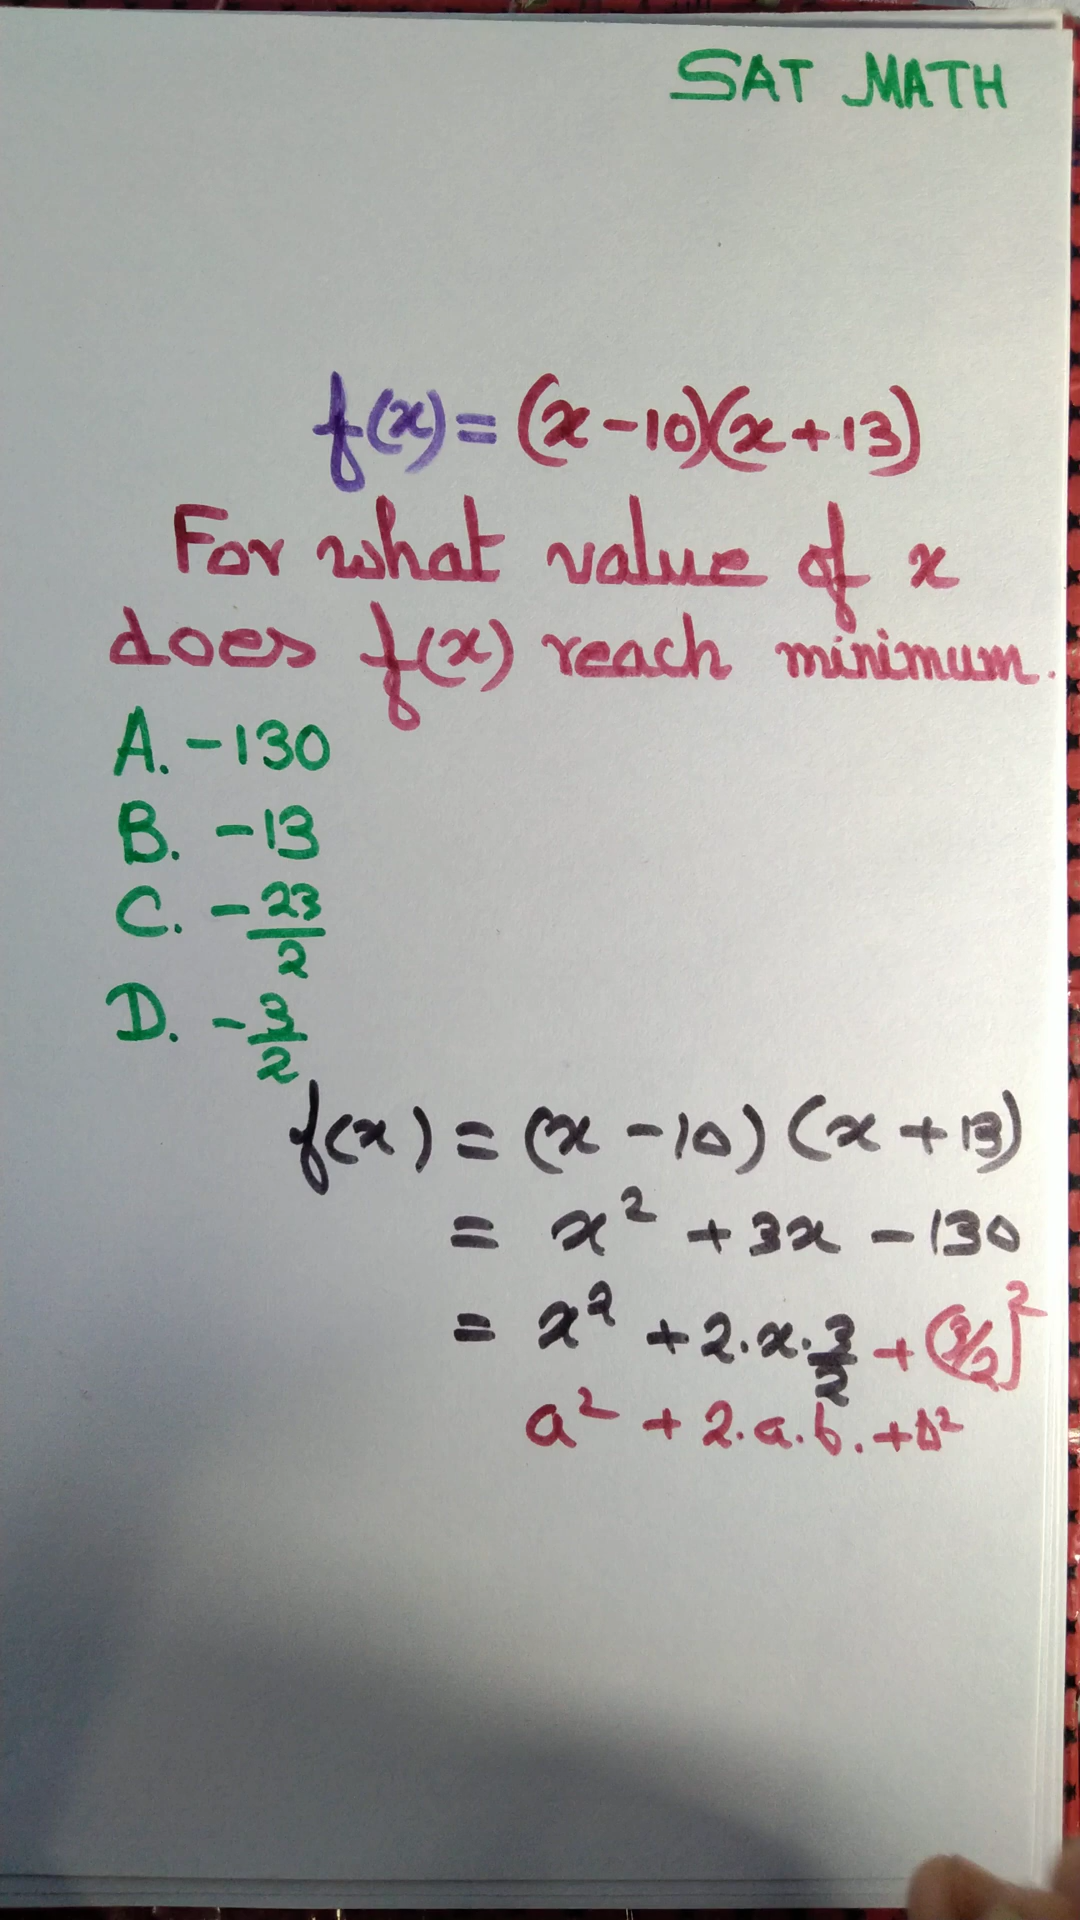 SAT MATH
f(x) = (x-10)(x+13)
For what value of x
does f(x) reach minimum.
A. -130
B. -13
C. -23/2
D. -3/2
f(x) = (x-10)(x+13)
= x² + 3x - 130
= x² + 2.x.3/2 + (3/2)²
a² + 2.a.b. + b²